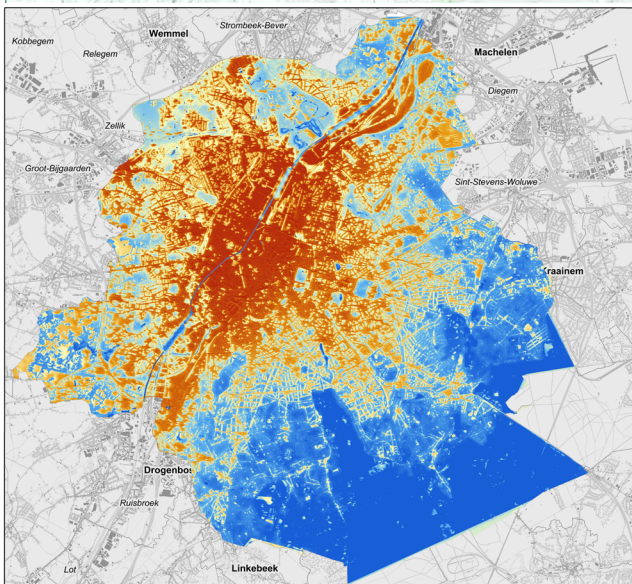 Strombeek-Bever
Wemmel
Kobbegem
Machelen
Relegem
Diegem
Zellik
Groot-Bijgaarden
Sint-Stevens-Woluwe
Kraainem
Drogenbos
Ruisbroek
Linkebeek
Lot